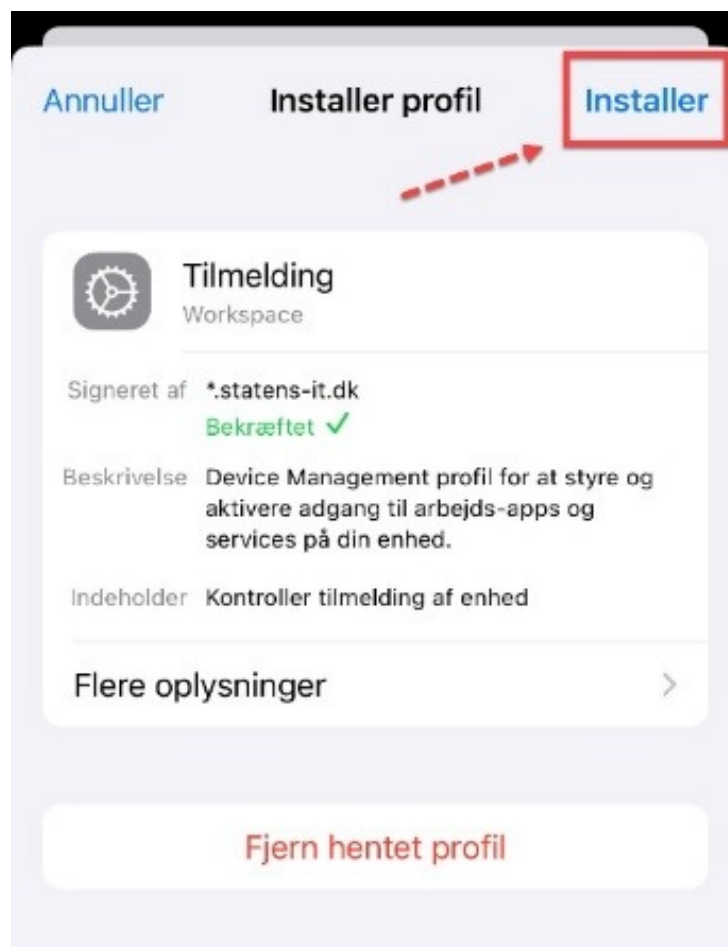 Annuller
Installer profil
Installer
Tilmelding
Workspace
Signeret af *.statens-it.dk
Bekræftet ✓
Beskrivelse Device Management profil for at styre og
aktivere adgang til arbejds-apps og
services på din enhed.
Indeholder Kontroller tilmelding af enhed
Flere oplysninger
Fjern hentet profil